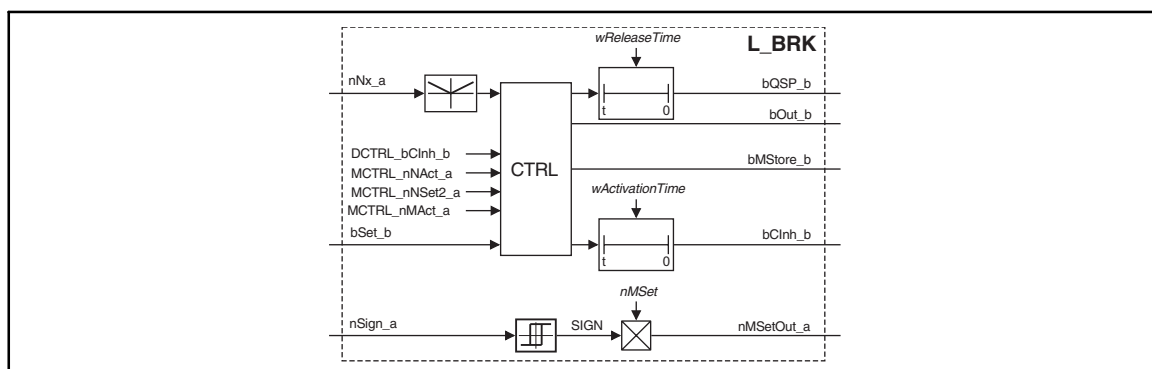 wReleaseTime
L_BRK
nNx_a
bQSP_b
t 0
bOut_b
DCTRL_bCInh_b
CTRL
bMStore_b
MCTRL_nNAct_a
MCTRL_nNSet2_a
wActivationTime
MCTRL_nMAct_a
bSet_b
bCInh_b
t 0
nMSet
nSign_a
SIGN
nMSetOut_a